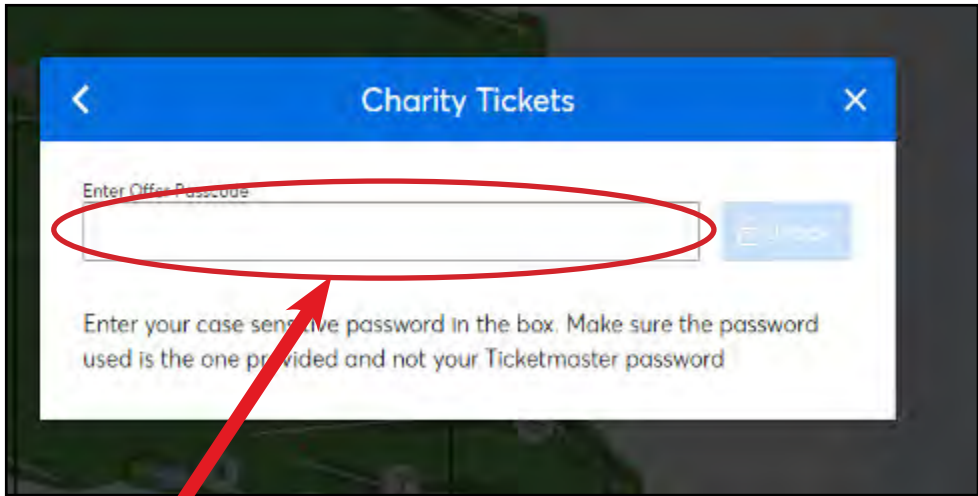 Charity Tickets
Enter Offer Passcode
Enter your case sensitive password in the box. Make sure the password
used is the one provided and not your Ticketmaster password